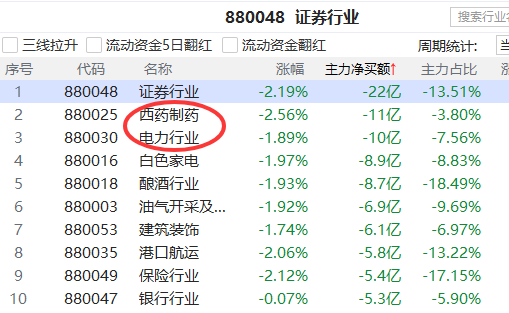 880048 证券行业
搜索行业
三线拉升 流动资金5日翻红 流动资金翻红 周期统计:
序号 代码 名称 涨幅 主力净买额↑ 主力占比
1 880048 证券行业 -2.19% -22亿 -13.51%
2 880025 西药制药 -2.56% -11亿 -3.80%
3 880030 电力行业 -1.89% -10亿 -7.56%
4 880016 白色家电 -1.97% -8.9亿 -8.83%
5 880018 酿酒行业 -1.93% -8.7亿 -18.49%
6 880003 油气开采及... -1.92% -6.9亿 -9.69%
7 880053 建筑装饰 -1.74% -6.1亿 -6.97%
8 880035 港口航运 -2.06% -5.8亿 -13.22%
9 880049 保险行业 -2.12% -5.4亿 -17.15%
10 880047 银行行业 -0.07% -5.3亿 -5.90%